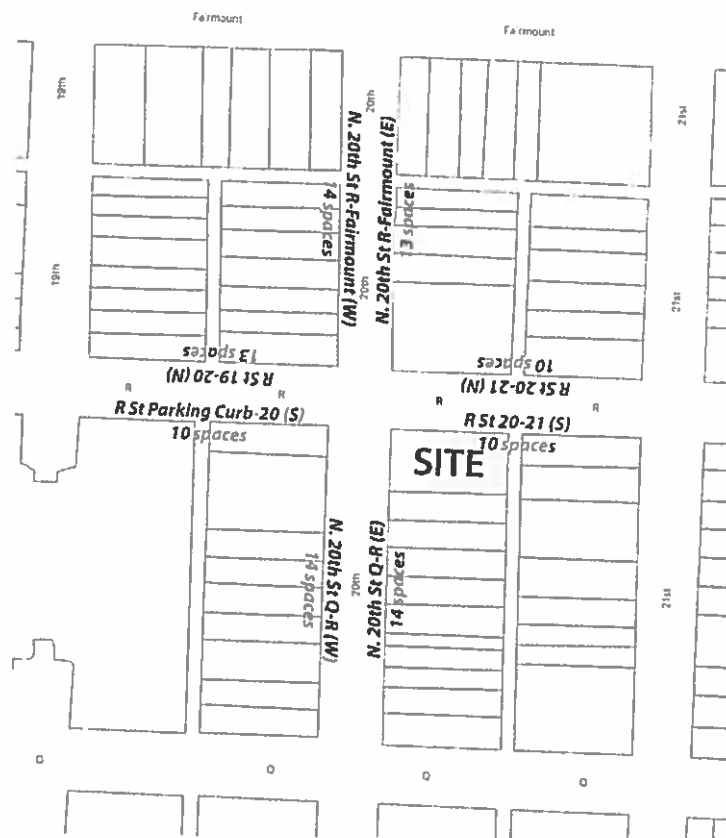 Fairmount
Fairmount
19th
20th
21st
N. 20th St R-Fairmount (W)
14 spaces
N. 20th St R-Fairmount (E)
13 spaces
19th
20th
21st
13 spaces
R St 19-20 (N)
10 spaces
R St 20-21 (N)
R
R
R
R
R St Parking Curb-20 (S)
10 spaces
R St 20-21 (S)
10 spaces
SITE
N. 20th St Q-R (W)
14 spaces
20th
N. 20th St Q-R (E)
14 spaces
21st
Q
Q
Q
Q